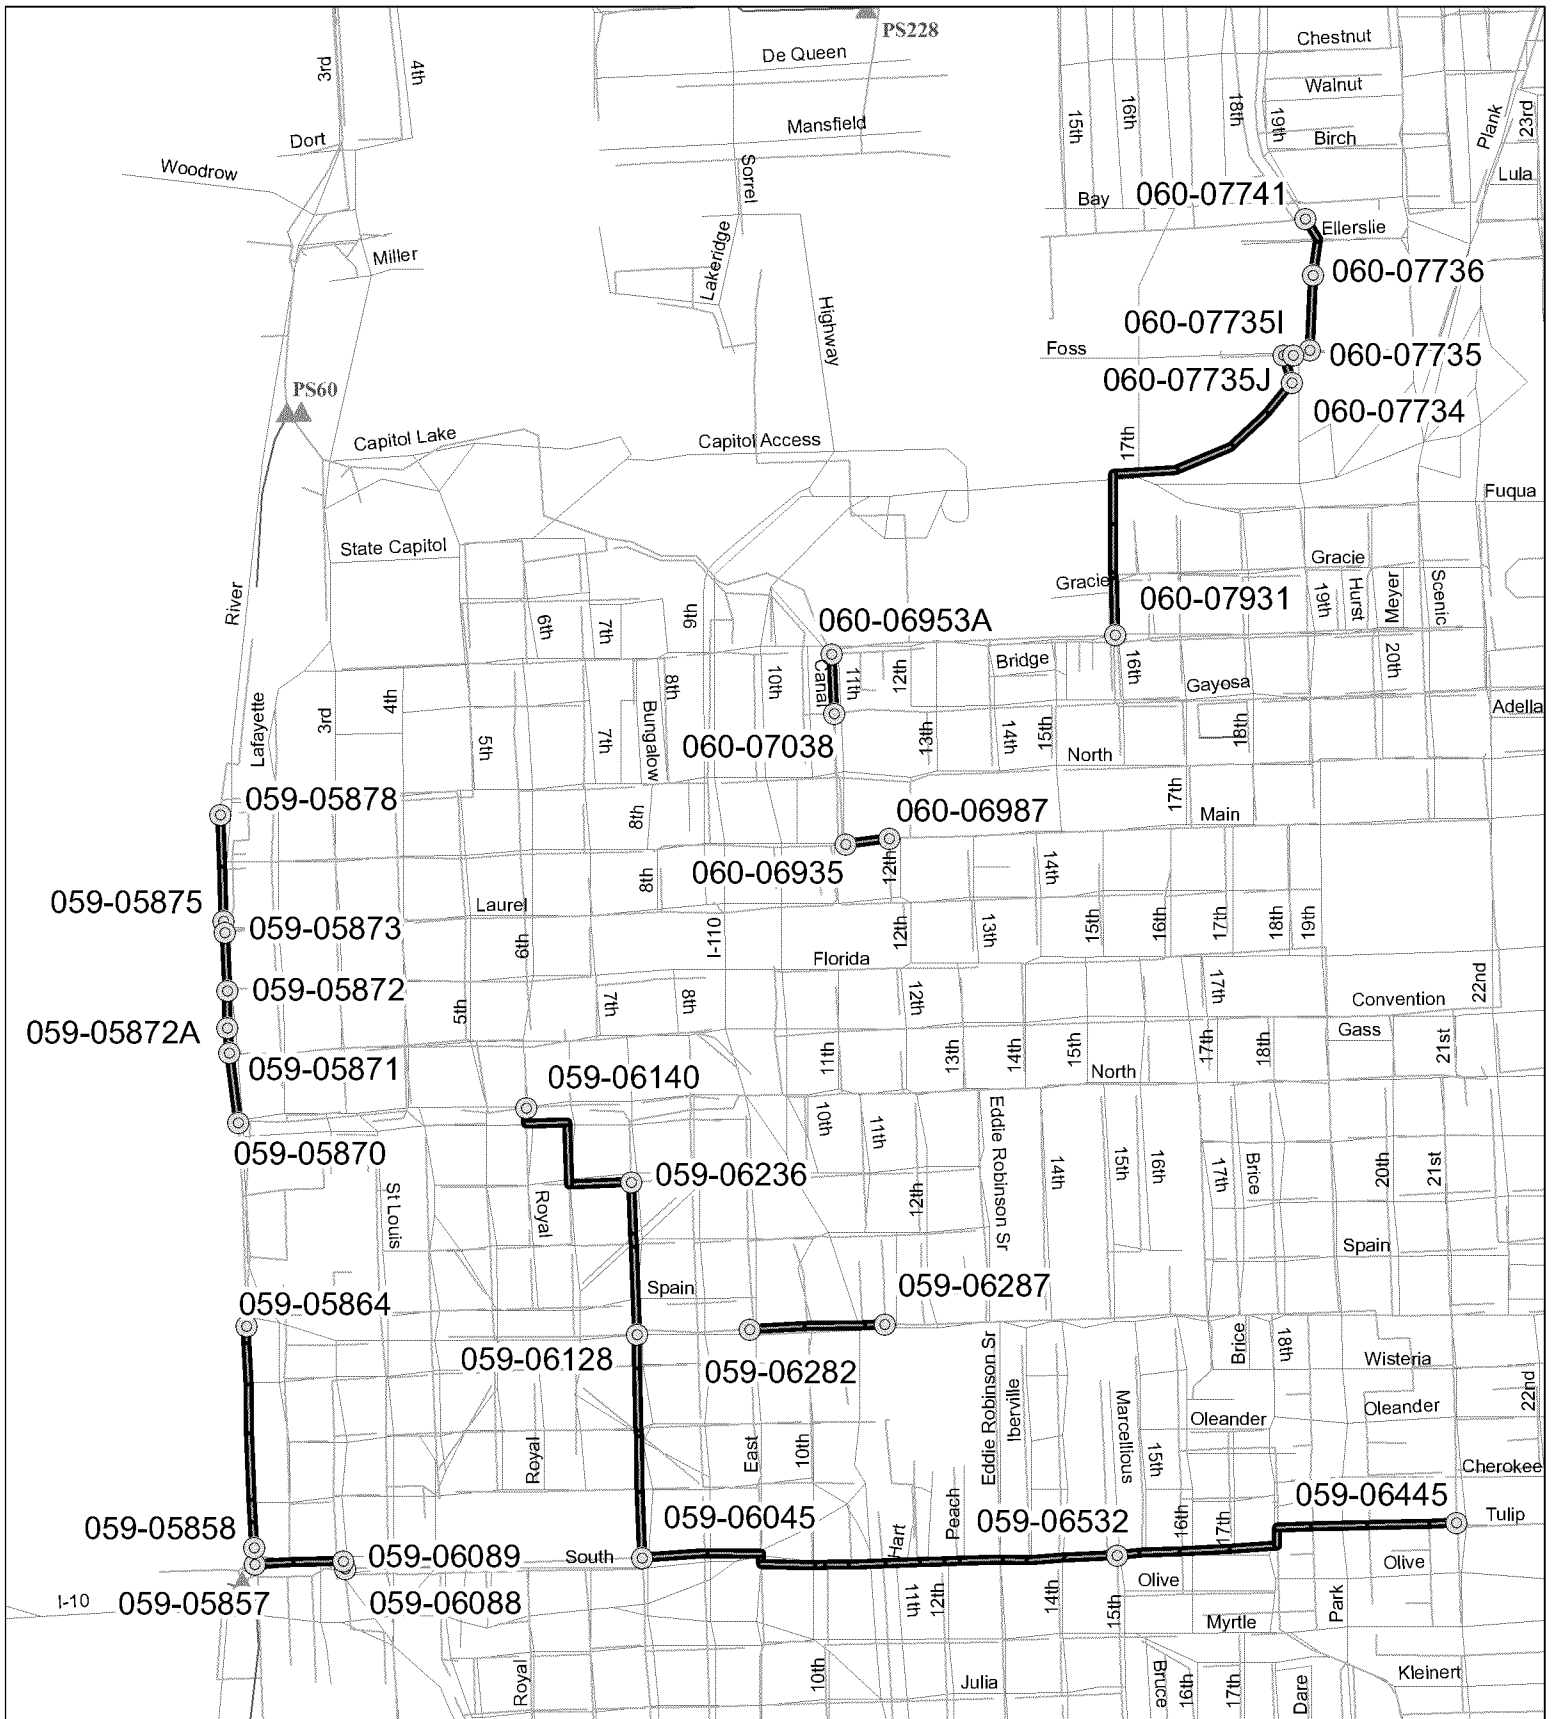 PS228
Chestnut
De Queen
3rd
4th
Walnut
15th
16th
18th
19th
Plank
23rd
Mansfield
Birch
Dort
Woodrow
Sorrel
Lula
060-07741
Bay
Ellerslie
Miller
Lakeridge
060-07736
Highway
060-07735I
Foss
060-07735
060-07735J
PS60
060-07734
Capitol Lake
Capitol Access
17th
Fuqua
State Capitol
Gracie
Gracie
River
060-07931
19th
Hurst
Meyer
Scenic
6th
7th
9th
060-06953A
Bridge
16th
20th
10th
Canal
11th
12th
8th
Gayosa
4th
Lafayette
3rd
Adella
5th
7th
Bungalow
060-07038
13th
14th
15th
18th
North
059-05878
17th
060-06987
Main
8th
060-06935
12th
14th
8th
059-05875
Laurel
059-05873
6th
I-110
12th
13th
15th
16th
17th
18th
19th
Florida
059-05872
5th
7th
8th
12th
17th
22nd
Convention
059-05872A
Gass
21st
11th
13th
14th
15th
17th
18th
059-05871
059-06140
North
10th
11th
Eddie Robinson Sr
059-05870
059-06236
14th
15th
16th
17th
Brice
20th
21st
St Louis
Royal
12th
Spain
Spain
059-06287
059-05864
059-06128
059-06282
Eddie Robinson Sr
Brice
18th
Wisteria
Iberville
Marcellious
Oleander
Oleander
22nd
Royal
East
10th
15th
Cherokee
059-06445
059-05858
059-06045
Hart
Peach
059-06532
16th
17th
Tulip
059-06089
South
Olive
Olive
I-10
059-05857
059-06088
11th
12th
14th
15th
Park
Myrtle
Royal
10th
Julia
Bruce
16th
17th
Dare
Kleinert